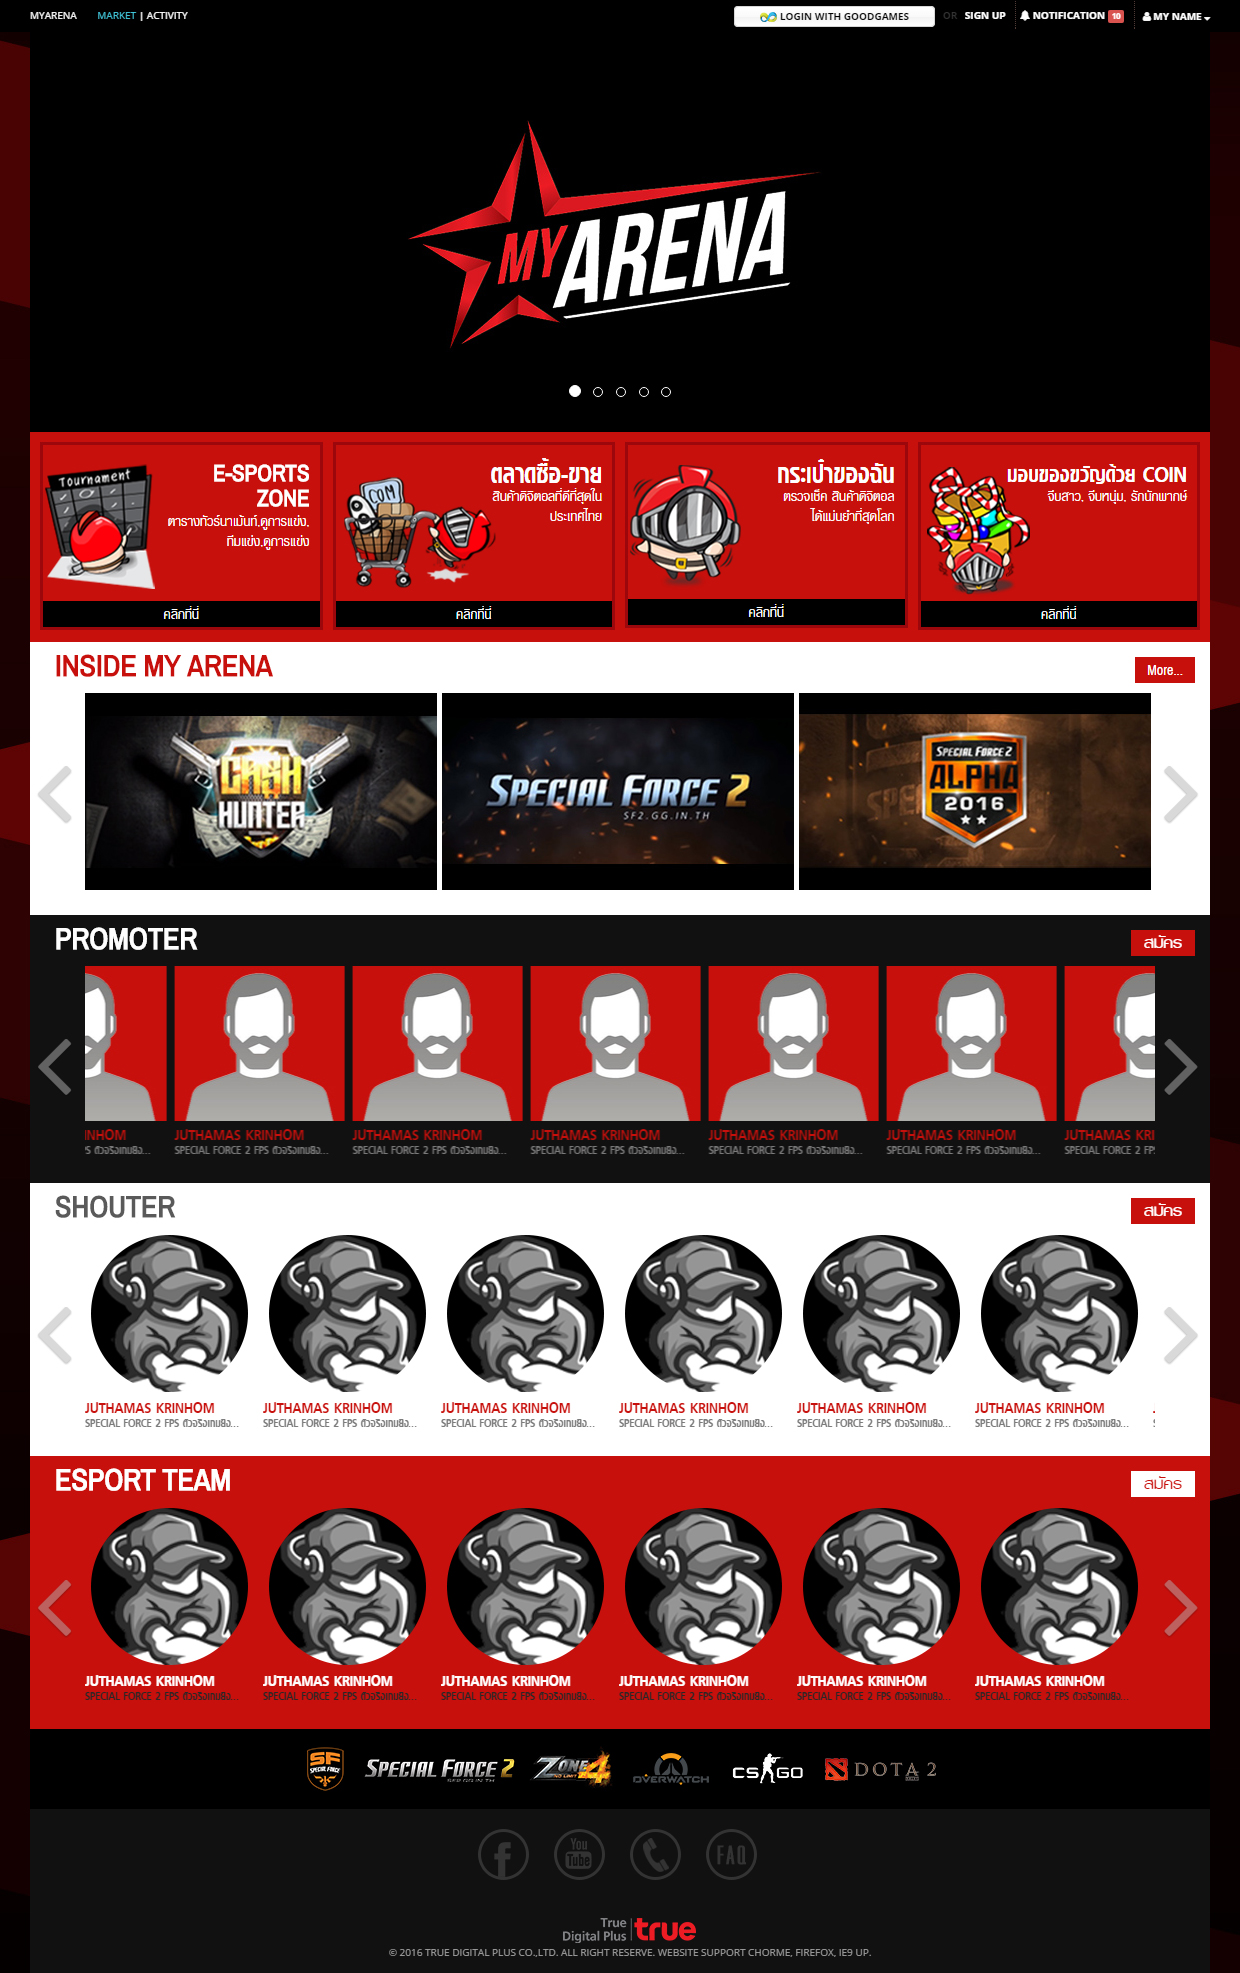 MYARENA MARKET | ACTIVITY
LOGIN WITH GOODGAMES OR SIGN UP NOTIFICATION 10 MY NAME
MY ARENA
Tournament
E-SPORTS
ZONE
ตารางทัวร์นาเม้นท์,ดูการแข่ง,
ทีมแข่ง,ดูการแข่ง
คลิกที่นี่
.COM
ตลาดซื้อ-ขาย
สินค้าดิจิตอลที่ดีที่สุดใน
ประเทศไทย
คลิกที่นี่
กระเป๋าของฉัน
ตรวจเช็ค สินค้าดิจิตอล
ได้แม่นยำที่สุดโลก
คลิกที่นี่
มอบของขวัญด้วย COIN
จีบสาว, จีบหนุ่ม, รักนักพากษ์
คลิกที่นี่
INSIDE MY ARENA
More...
CASH
HUNTER
SPECIAL FORCE 2
SF2.GG.IN.TH
SPECIAL FORCE 2
ALPHA
2016
PROMOTER
สมัคร
INHOM JUTHAMAS KRINHOM JUTHAMAS KRINHOM JUTHAMAS KRINHOM JUTHAMAS KRINHOM JUTHAMAS KRINHOM JUTHAMAS KRI
PS ตัวจริงเกมยิง... SPECIAL FORCE 2 FPS ตัวจริงเกมยิง... SPECIAL FORCE 2 FPS ตัวจริงเกมยิง... SPECIAL FORCE 2 FPS ตัวจริงเกมยิง... SPECIAL FORCE 2 FPS ตัวจริงเกมยิง... SPECIAL FORCE 2 FPS ตัวจริงเกมยิง... SPECIAL FORCE 2 FP
SHOUTER
สมัคร
JUTHAMAS KRINHOM JUTHAMAS KRINHOM JUTHAMAS KRINHOM JUTHAMAS KRINHOM JUTHAMAS KRINHOM JUTHAMAS KRINHOM
SPECIAL FORCE 2 FPS ตัวจริงเกมยิง... SPECIAL FORCE 2 FPS ตัวจริงเกมยิง... SPECIAL FORCE 2 FPS ตัวจริงเกมยิง... SPECIAL FORCE 2 FPS ตัวจริงเกมยิง... SPECIAL FORCE 2 FPS ตัวจริงเกมยิง... SPECIAL FORCE 2 FPS ตัวจริงเกมยิง...
ESPORT TEAM
สมัคร
JUTHAMAS KRINHOM JUTHAMAS KRINHOM JUTHAMAS KRINHOM JUTHAMAS KRINHOM JUTHAMAS KRINHOM JUTHAMAS KRINHOM
SPECIAL FORCE 2 FPS ตัวจริงเกมยิง... SPECIAL FORCE 2 FPS ตัวจริงเกมยิง... SPECIAL FORCE 2 FPS ตัวจริงเกมยิง... SPECIAL FORCE 2 FPS ตัวจริงเกมยิง... SPECIAL FORCE 2 FPS ตัวจริงเกมยิง... SPECIAL FORCE 2 FPS ตัวจริงเกมยิง...
SF
SPECIAL FORCE
SPECIAL FORCE 2
SF2.GG.IN.TH
ZONE 4
OVERWATCH
CS GO
DOTA 2
You
Tube
FAQ
True
Digital Plus
true
© 2016 TRUE DIGITAL PLUS CO.,LTD. ALL RIGHT RESERVE. WEBSITE SUPPORT CHORME, FIREFOX, IE9 UP.